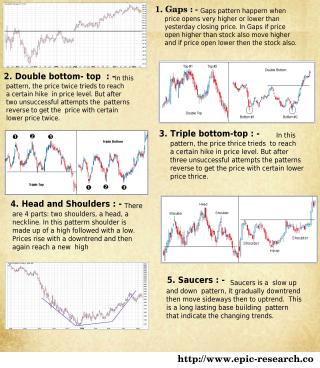 1. Gaps : - Gaps pattern happem when
price opens very higher or lower than
yesterday closing price. In Gaps if price
open higher than stock also move higher
and if price open lower then the stock also.
2. Double bottom- top : - In this
pattern, the price twice trieds to reach
a certain hike in price level. But after
two unsuccessful attempts the patterns
reverse to get the price with certain
lower price twice.
Top #1 Top #2
Double Top
Double Bottom
Bottom #1 Bottom #2
3. Triple bottom-top : - In this
pattern, the price thrice trieds to reach
a certain hike in price level. But after
three unsuccessful attempts the patterns
reverse to get the price with certain lower
price thrice.
1 2 3
Triple Top
Triple Bottom
1 2 3
4. Head and Shoulders : - There
are 4 parts: two shoulders, a head, a
neckline. In this patterm shoulder is
made up of a high followed with a low.
Prices rise with a downtrend and then
again reach a new high
Shoulder Head Shoulder
Neckline
Shoulder Head Shoulder
5. Saucers : - Saucers is a slow up
and down pattern, it gradually downtrend
then move sideways then to uptrend. This
is a long lasting base building pattern
that indicate the changing trends.
http://www.epic-research.co